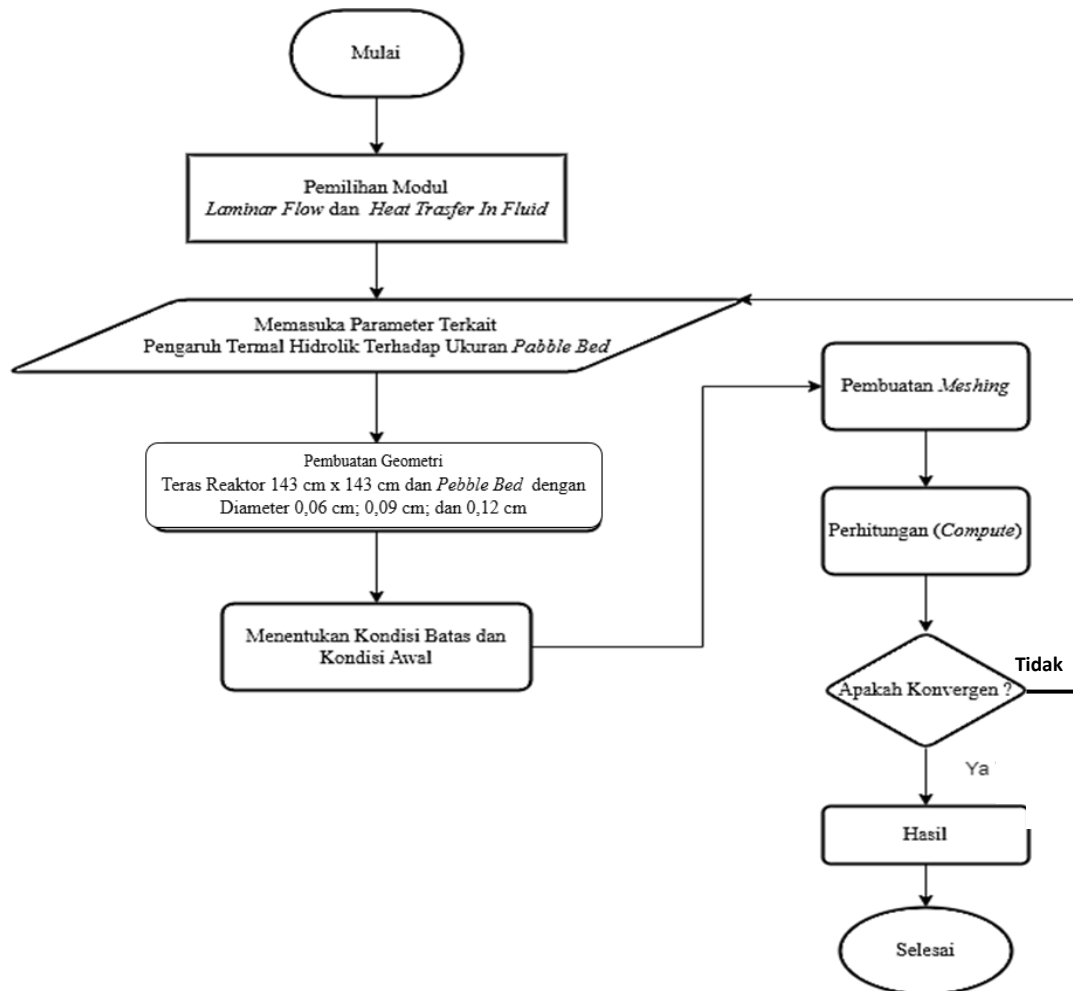 Mulai
Pemilihan Modul
Laminar Flow dan Heat Trasfer In Fluid
Memasuka Parameter Terkait
Pengaruh Termal Hidrolik Terhadap Ukuran Pabble Bed
Pembuatan Geometri
Teras Reaktor 143 cm x 143 cm dan Pebble Bed dengan
Diameter 0,06 cm; 0,09 cm; dan 0,12 cm
Menentukan Kondisi Batas dan
Kondisi Awal
Pembuatan Meshing
Perhitungan (Compute)
Apakah Konvergen ?
Tidak
Ya
Hasil
Selesai